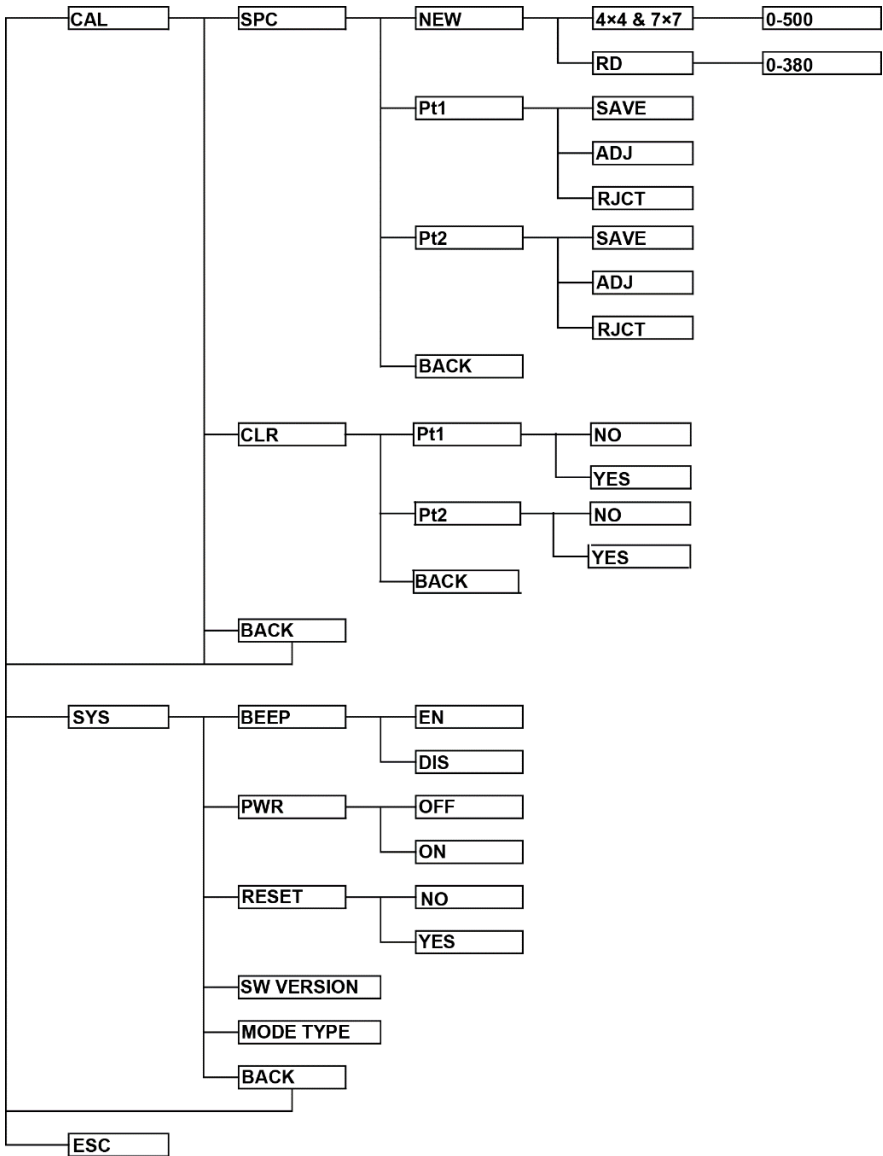 CAL SPC NEW 4×4 & 7×7 0-500
RD 0-380
Pt1 SAVE
ADJ
RJCT
Pt2 SAVE
ADJ
RJCT
BACK
CLR Pt1 NO
YES
Pt2 NO
YES
BACK
BACK
SYS BEEP EN
DIS
PWR OFF
ON
RESET NO
YES
SW VERSION
MODE TYPE
BACK
ESC